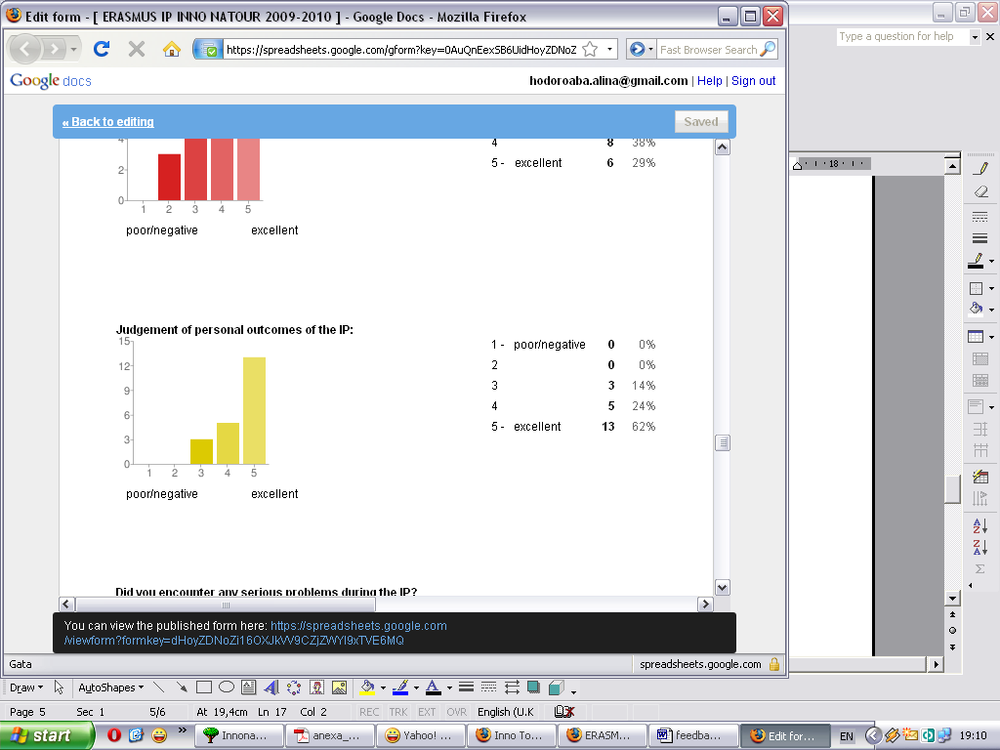 Edit form - [ ERASMUS IP INNO NATOUR 2009-2010 ] - Google Docs - Mozilla Firefox
Type a question for help
https://spreadsheets.google.com/gform?key=0AuQnEexSB6UidHoyZDNoZ
Fast Browser Search
Google docs
hodoroaba.alina@gmail.com | Help | Sign out
« Back to editing
Saved
4
4 8 38%
2
5 - excellent 6 29%
0
1 2 3 4 5
poor/negative excellent
18
Judgement of personal outcomes of the IP:
15
12
9
6
3
0
1 2 3 4 5
poor/negative excellent
1 - poor/negative 0 0%
2 0 0%
3 3 14%
4 5 24%
5 - excellent 13 62%
Did you encounter any serious problems during the IP?
You can view the published form here: https://spreadsheets.google.com
/viewform?formkey=dHoyZDNoZi16OXJkVV9CZjZWYl9xTVE6MQ
Gata
spreadsheets.google.com
Draw AutoShapes
Page 5 Sec 1 5/6 At 19,4cm Ln 17 Col 2 REC TRK EXT OVR English (U.K
start Innona... anexa_... Yahoo! ... Inno To... ERASM... feedba... Edit for... EN 19:10